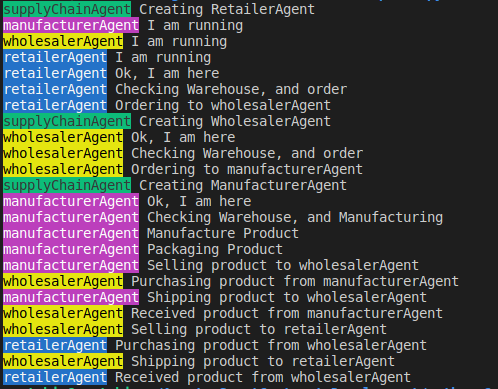 supplyChainAgent Creating RetailerAgent
manufacturerAgent I am running
wholesalerAgent I am running
retailerAgent I am running
retailerAgent Ok, I am here
retailerAgent Checking Warehouse, and order
retailerAgent Ordering to wholesalerAgent
supplyChainAgent Creating WholesalerAgent
wholesalerAgent Ok, I am here
wholesalerAgent Checking Warehouse, and order
wholesalerAgent Ordering to manufacturerAgent
supplyChainAgent Creating ManufacturerAgent
manufacturerAgent Ok, I am here
manufacturerAgent Checking Warehouse, and Manufacturing
manufacturerAgent Manufacture Product
manufacturerAgent Packaging Product
manufacturerAgent Selling product to wholesalerAgent
wholesalerAgent Purchasing product from manufacturerAgent
manufacturerAgent Shipping product to wholesalerAgent
wholesalerAgent Received product from manufacturerAgent
wholesalerAgent Selling product to retailerAgent
retailerAgent Purchasing product from wholesalerAgent
wholesalerAgent Shipping product to retailerAgent
retailerAgent Received product from wholesalerAgent